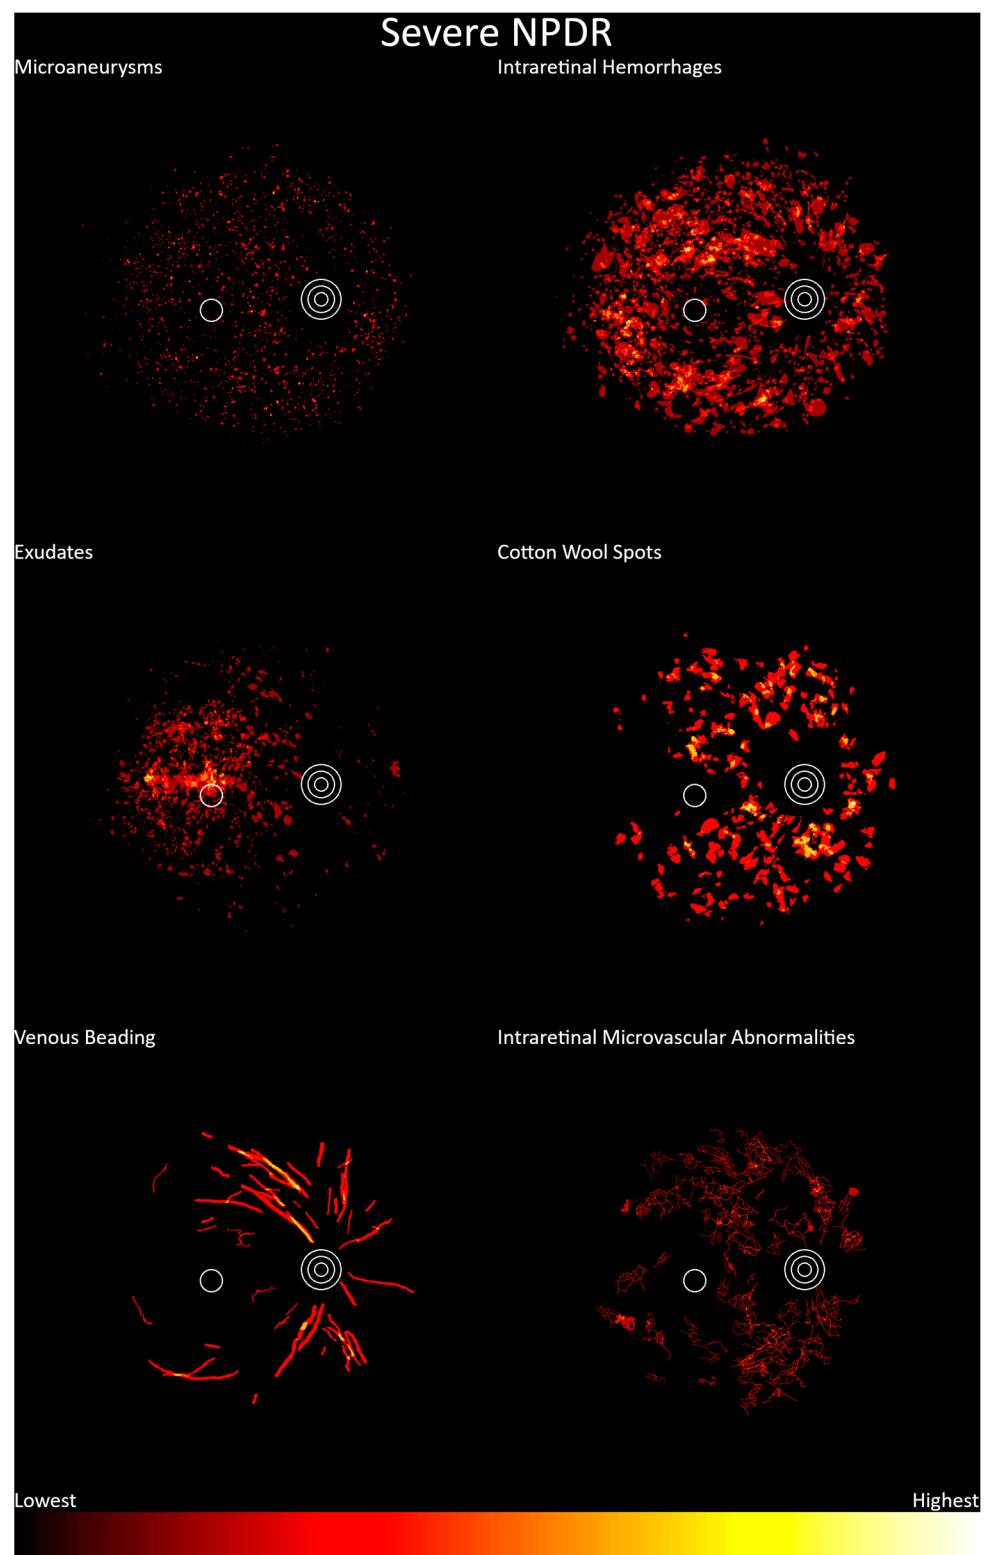 Severe NPDR
Microaneurysms
Intraretinal Hemorrhages
Exudates
Cotton Wool Spots
Venous Beading
Intraretinal Microvascular Abnormalities
Lowest
Highest